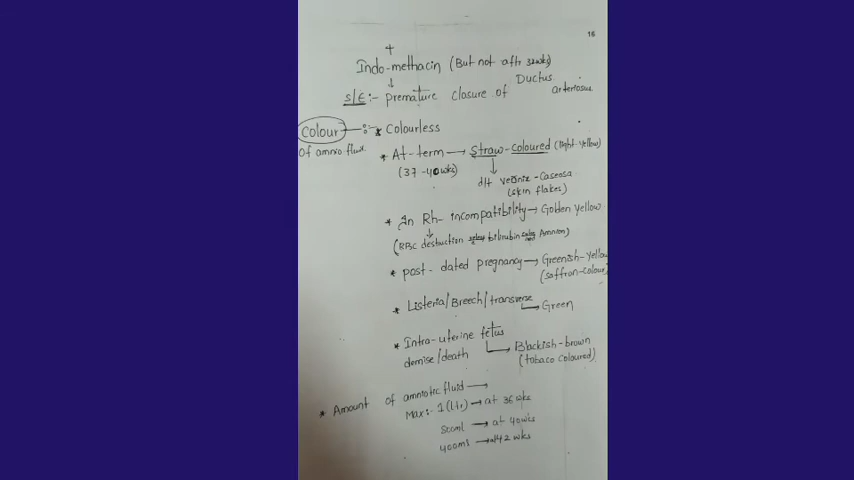 16
+
Indo-methacin (But not aftr 32wks)
↓
S/E:- premature closure of Ductus arteriosus
Colour of amnio fluid :- * Colourless
* At-term → Straw-coloured (light-yellow)
(37-40wks)
↓
d/t vernix-Caseosa
(skin flakes)
* In Rh- incompatibility → Golden Yellow
↓
(RBC destruction bilirubin Amnion)
* post-dated pregnancy → Greenish-Yellow
(saffron-colour)
* Listeria/Breech/transverse
→ Green
* Intra-uterine fetus
demise/death → Blackish-brown
(tobaco coloured)
* Amount of amniotic fluid →
Max:- 1(Lit) → at 36 wks
800ml → at 40wks
400ml → at 42 wks